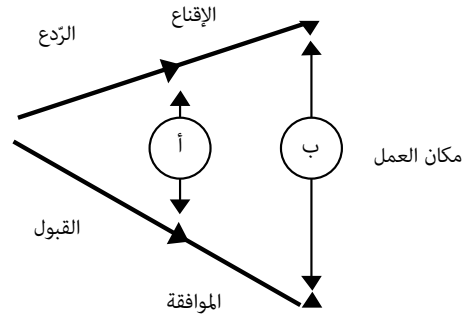 الإقناع
الرّدع
أ
ب
مكان العمل
القبول
الموافقة